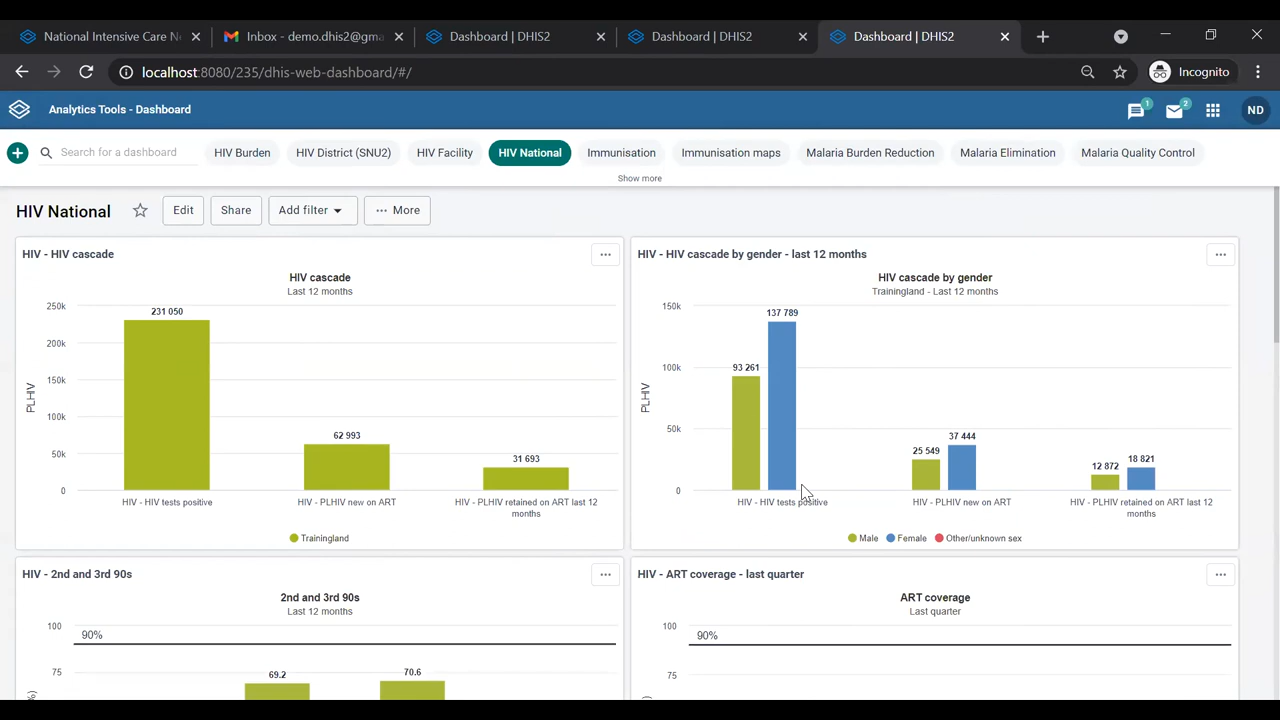 National Intensive Care N
Inbox - demo.dhis2@gma
Dashboard | DHIS2
Dashboard | DHIS2
Dashboard | DHIS2
localhost:8080/235/dhis-web-dashboard/#/
Incognito
Analytics Tools - Dashboard
1
2
ND
Search for a dashboard
HIV Burden
HIV District (SNU2)
HIV Facility
HIV National
Immunisation
Immunisation maps
Malaria Burden Reduction
Malaria Elimination
Malaria Quality Control
Show more
HIV National
Edit
Share
Add filter
More
HIV - HIV cascade
HIV cascade
Last 12 months
250k
200k
150k
100k
50k
0
PLHIV
231 050
62 993
31 693
HIV - HIV tests positive
HIV - PLHIV new on ART
HIV - PLHIV retained on ART last 12
months
Trainingland
HIV - HIV cascade by gender - last 12 months
HIV cascade by gender
Trainingland - Last 12 months
150k
100k
50k
0
PLHIV
93 261
137 789
25 549
37 444
12 872
18 821
HIV - HIV tests positive
HIV - PLHIV new on ART
HIV - PLHIV retained on ART last 12
months
Male
Female
Other/unknown sex
HIV - 2nd and 3rd 90s
2nd and 3rd 90s
Last 12 months
100
90%
75
69.2
70.6
HIV - ART coverage - last quarter
ART coverage
Last quarter
100
90%
75